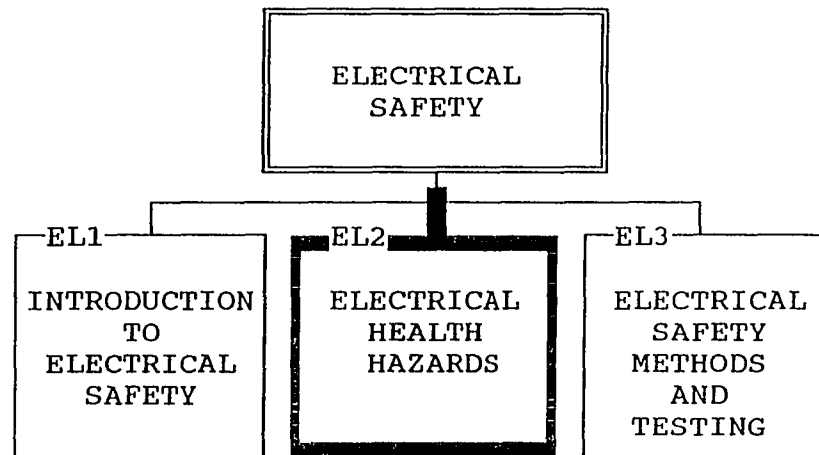 ELECTRICAL
SAFETY
EL1
INTRODUCTION
TO
ELECTRICAL
SAFETY
EL2
ELECTRICAL
HEALTH
HAZARDS
EL3
ELECTRICAL
SAFETY
METHODS
AND
TESTING